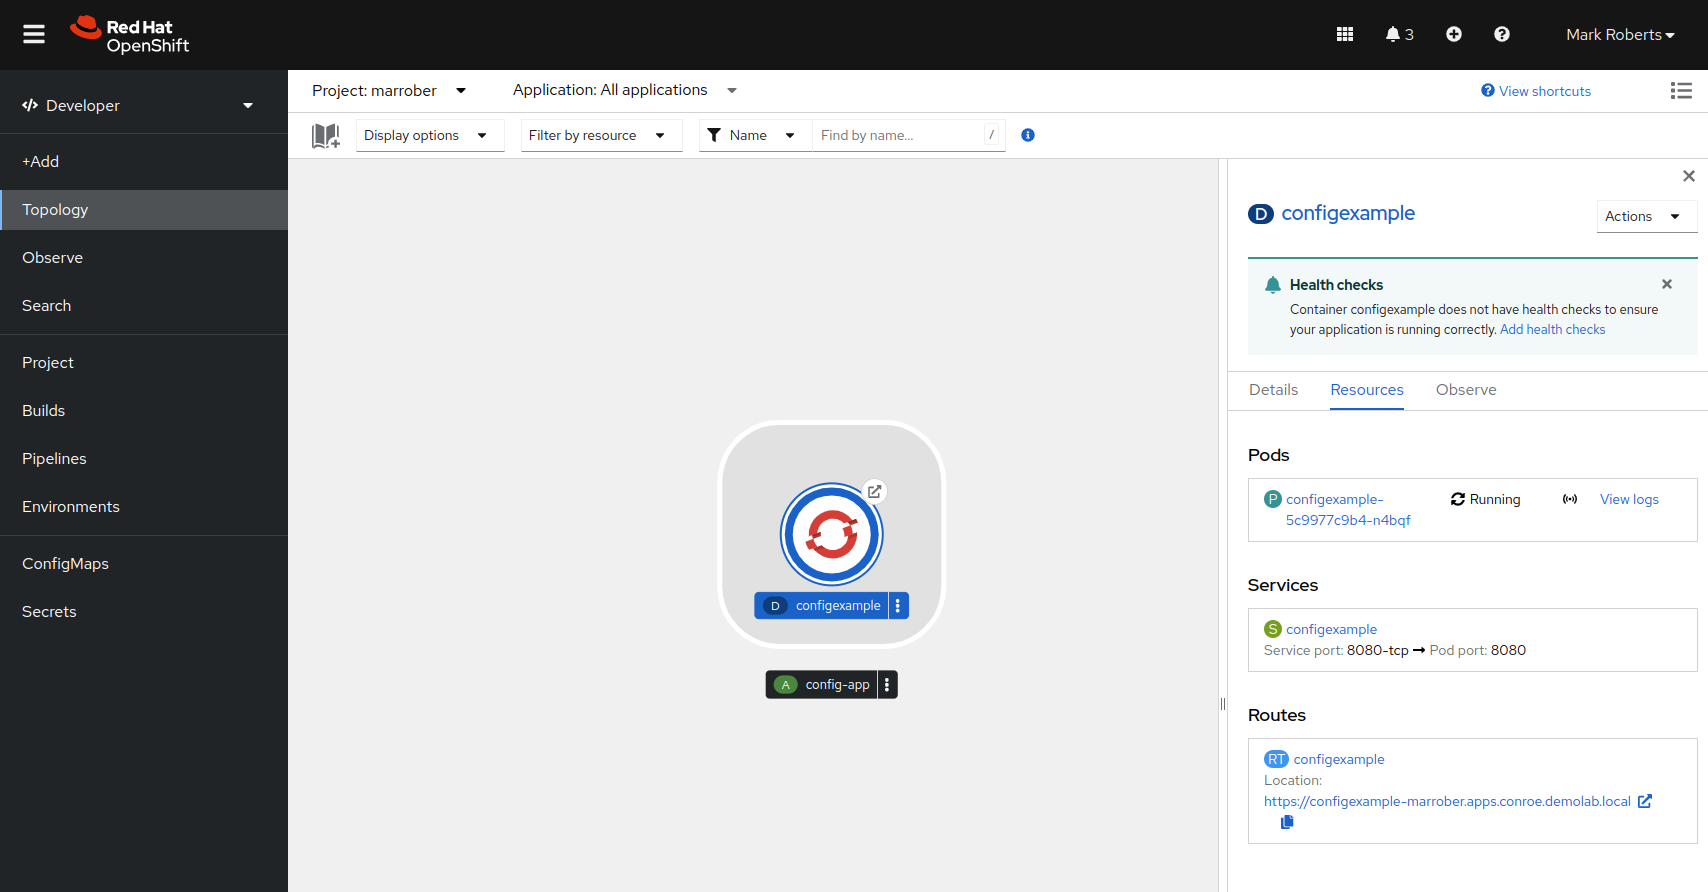 Red Hat
OpenShift
3
Mark Roberts
Developer
+Add
Topology
Observe
Search
Project
Builds
Pipelines
Environments
ConfigMaps
Secrets
Project: marrober
Application: All applications
View shortcuts
Display options
Filter by resource
Name
Find by name...
/
D configexample
A config-app
D configexample
Actions
Health checks
Container configexample does not have health checks to ensure
your application is running correctly. Add health checks
Details
Resources
Observe
Pods
P configexample-
5c9977c9b4-n4bqf
Running
View logs
Services
S configexample
Service port: 8080-tcp → Pod port: 8080
Routes
RT configexample
Location:
https://configexample-marrober.apps.conroe.demolab.local